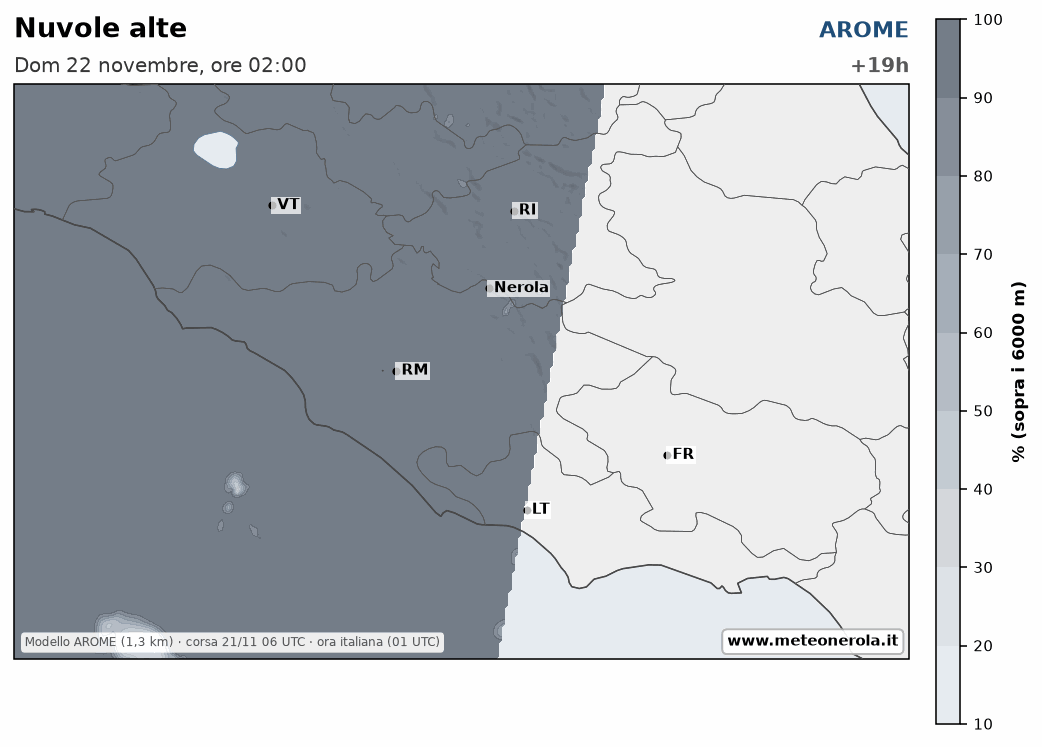 Nuvole alte
AROME
Dom 22 novembre, ore 02:00
+19h
VT
RI
Nerola
RM
FR
LT
Modello AROME (1,3 km) · corsa 21/11 06 UTC · ora italiana (01 UTC)
www.meteonerola.it
100
90
80
70
60
50
40
30
20
10
% (sopra i 6000 m)